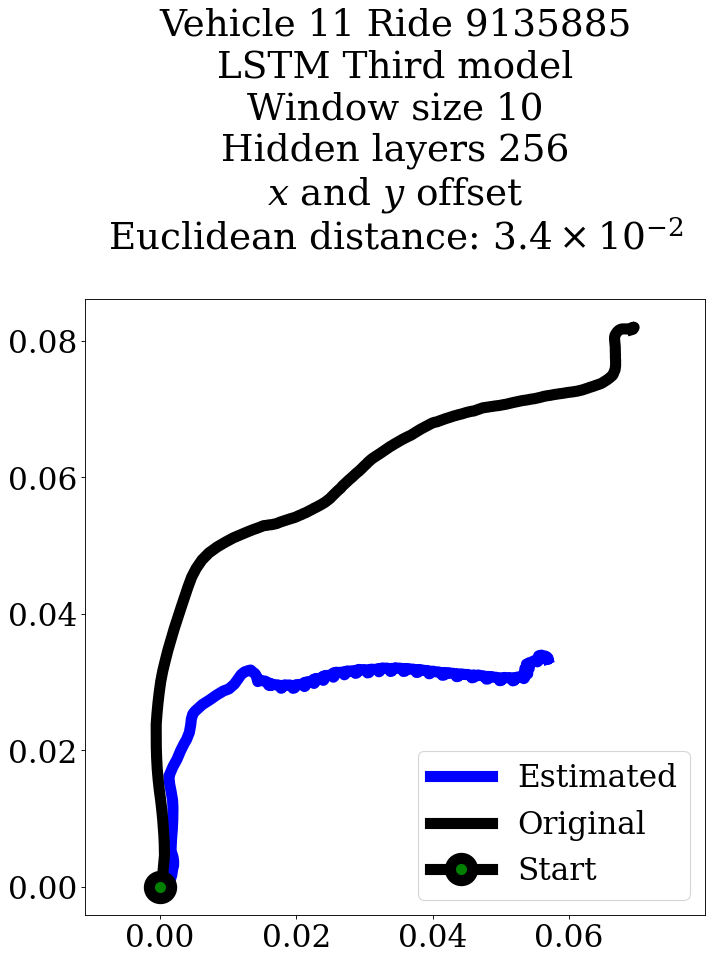 Vehicle 11 Ride 9135885
LSTM Third model
Window size 10
Hidden layers 256
x and y offset
Euclidean distance: 3.4 × 10⁻²
0.08
0.06
0.04
0.02
0.00
Estimated
Original
Start
0.00 0.02 0.04 0.06